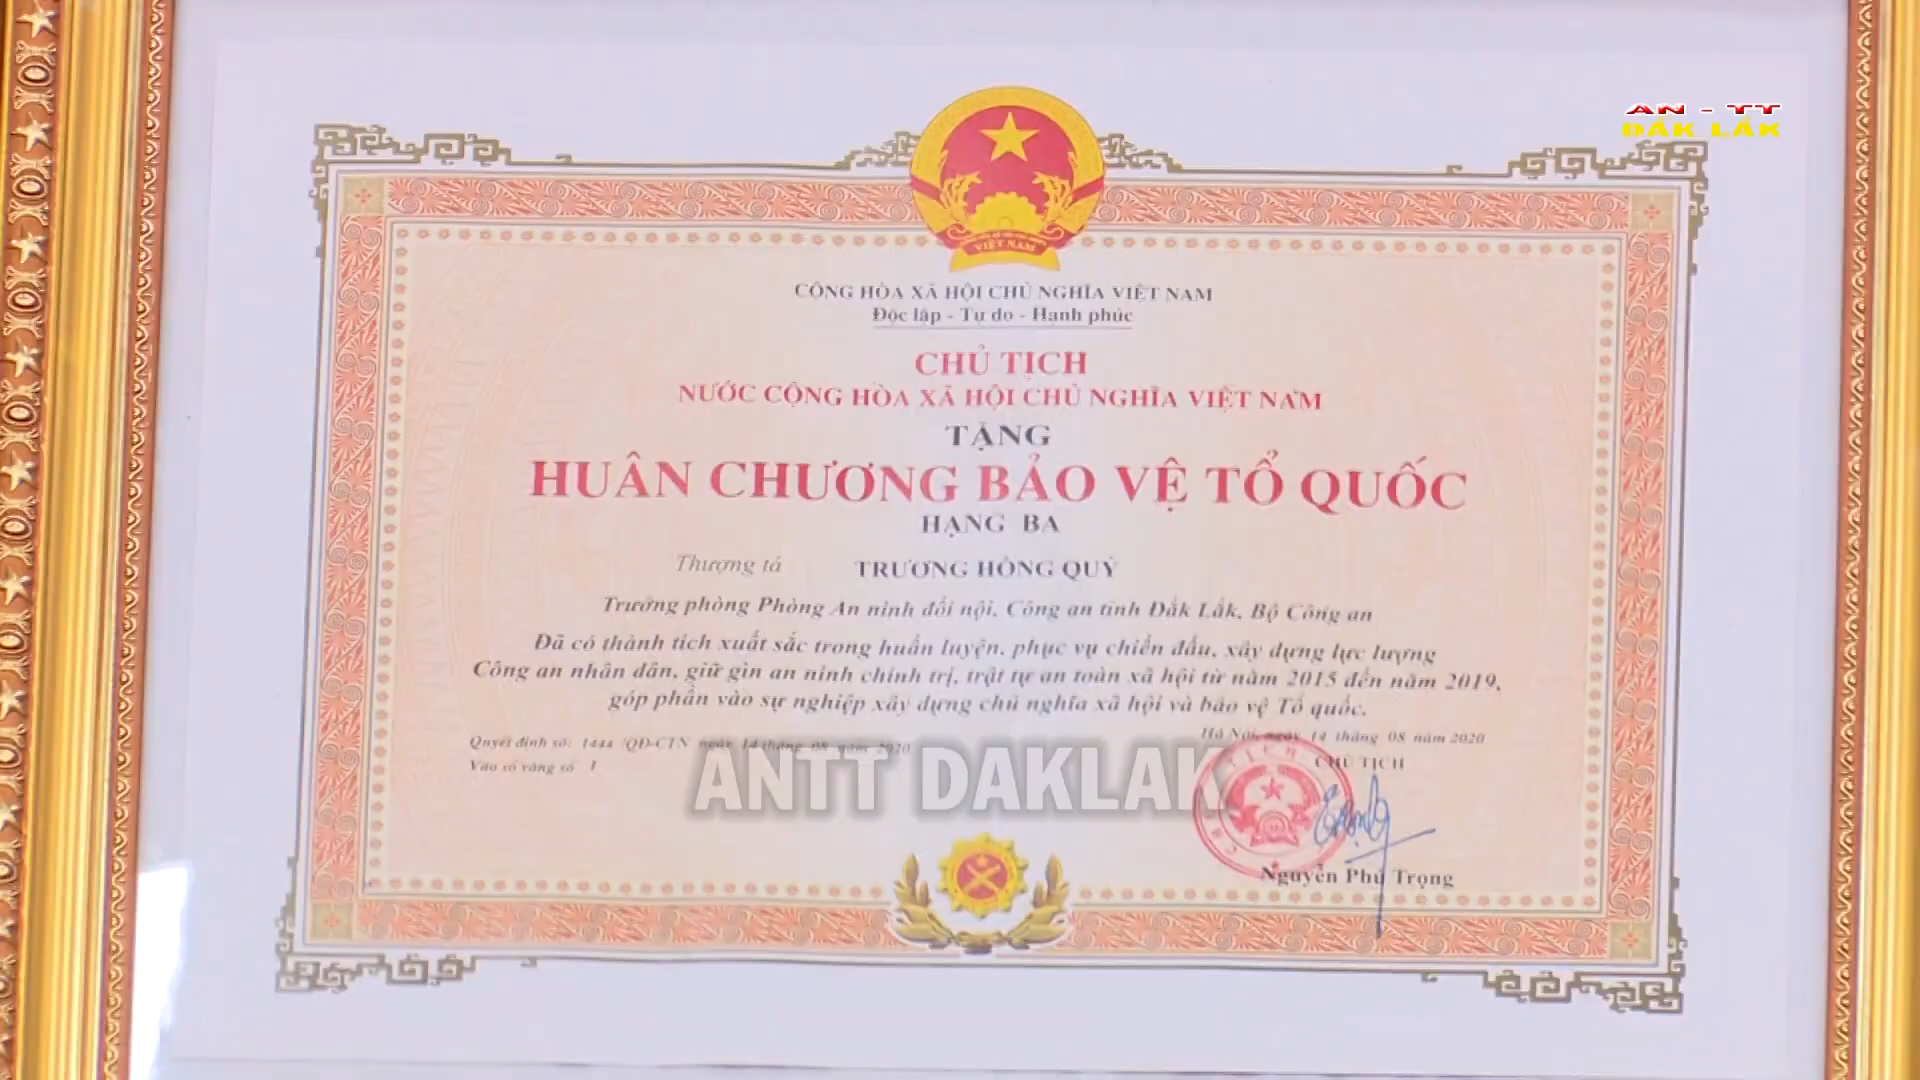 AN - TT
ĐĂK LĂK
VIỆT NAM
CỘNG HÒA XÃ HỘI CHỦ NGHĨA VIỆT NAM
Độc lập - Tự do - Hạnh phúc
CHỦ TỊCH
NƯỚC CỘNG HÒA XÃ HỘI CHỦ NGHĨA VIỆT NAM
TẶNG
HUÂN CHƯƠNG BẢO VỆ TỔ QUỐC
HẠNG BA
Thượng tá TRƯƠNG HỒNG QUÝ
Trưởng phòng Phòng An ninh đối nội, Công an tỉnh Đắk Lắk, Bộ Công an
Đã có thành tích xuất sắc trong huấn luyện, phục vụ chiến đấu, xây dựng lực lượng
Công an nhân dân, giữ gìn an ninh chính trị, trật tự an toàn xã hội từ năm 2015 đến năm 2019,
góp phần vào sự nghiệp xây dựng chủ nghĩa xã hội và bảo vệ Tổ quốc.
Quyết định số: 1444 /QĐ-CTN ngày 14 tháng 08 năm 2020
Vào sổ vàng số 1
Hà Nội, ngày 14 tháng 08 năm 2020
CHỦ TỊCH
ANTT DAKLAK
Nguyễn Phú Trọng